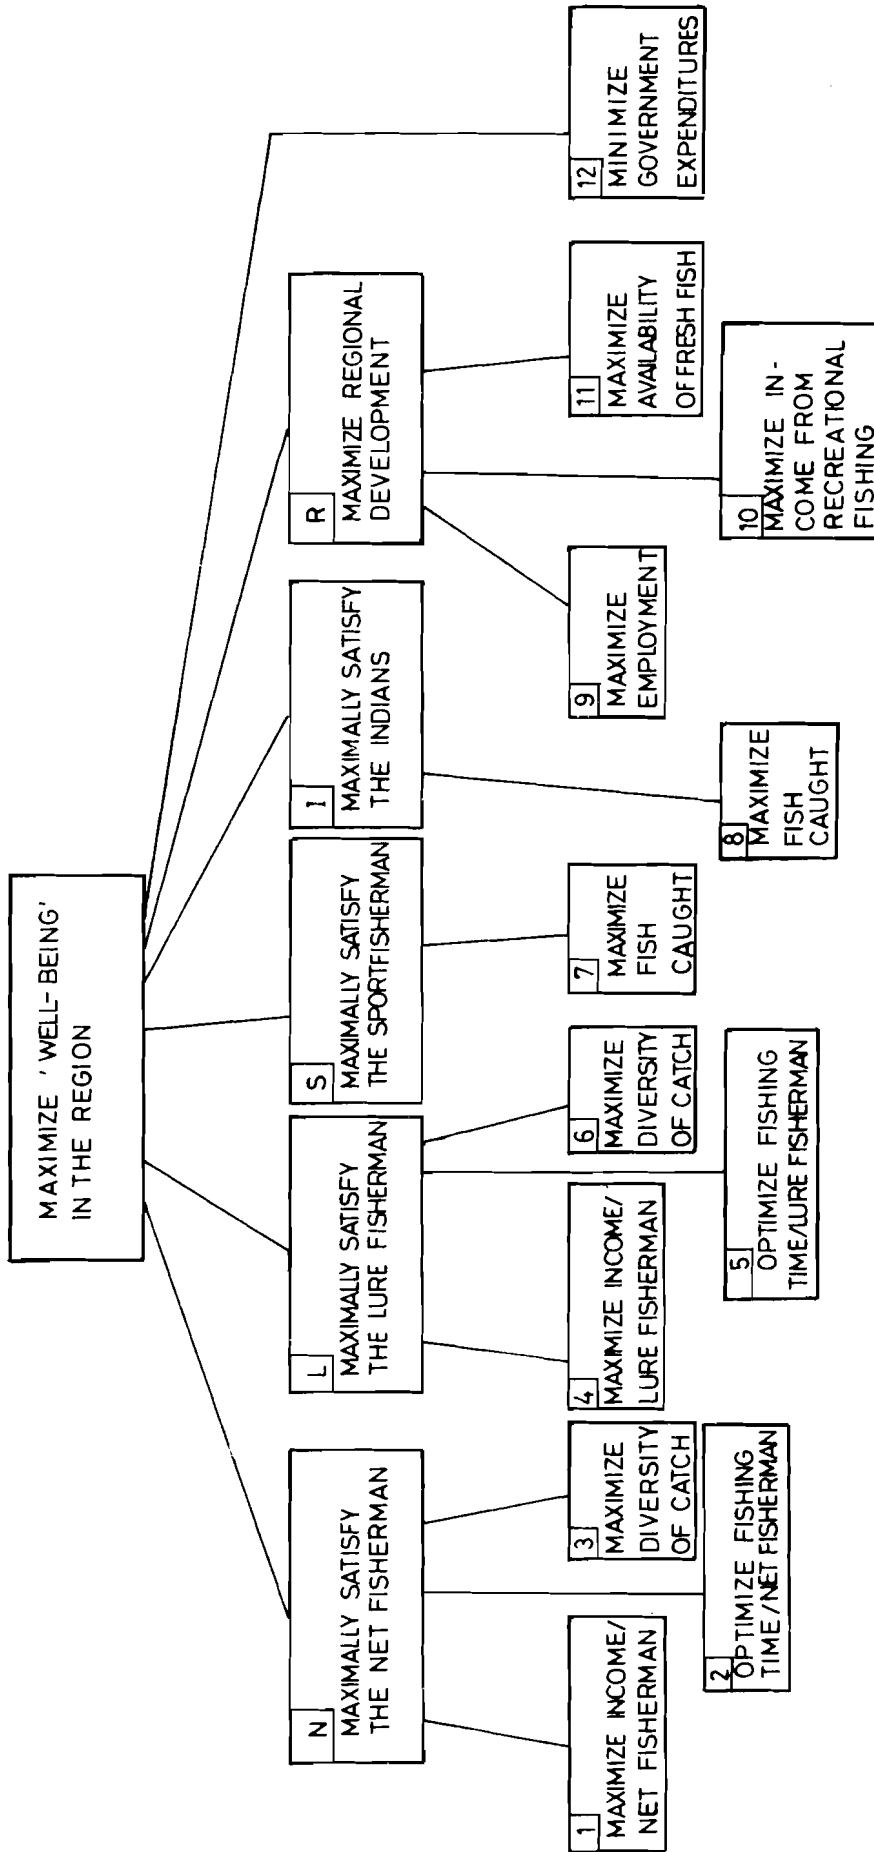 MAXIMIZE 'WELL-BEING'
IN THE REGION
N
MAXIMALLY SATISFY
THE NET FISHERMAN
L
MAXIMALLY SATISFY
THE LURE FISHERMAN
S
MAXIMALLY SATISFY
THE SPORTFISHERMAN
I
MAXIMALLY SATISFY
THE INDIANS
R
MAXIMIZE REGIONAL
DEVELOPMENT
1
MAXIMIZE INCOME/
NET FISHERMAN
2
OPTIMIZE FISHING
TIME/NET FISHERMAN
3
MAXIMIZE
DIVERSITY
OF CATCH
4
MAXIMIZE INCOME/
LURE FISHERMAN
5
OPTIMIZE FISHING
TIME/LURE FISHERMAN
6
MAXIMIZE
DIVERSITY
OF CATCH
7
MAXIMIZE
FISH
CAUGHT
8
MAXIMIZE
FISH
CAUGHT
9
MAXIMIZE
EMPLOYMENT
10
MAXIMIZE IN-
COME FROM
RECREATIONAL
FISHING
11
MAXIMIZE
AVAILABILITY
OF FRESH FISH
12
MINIMIZE
GOVERNMENT
EXPENDITURES